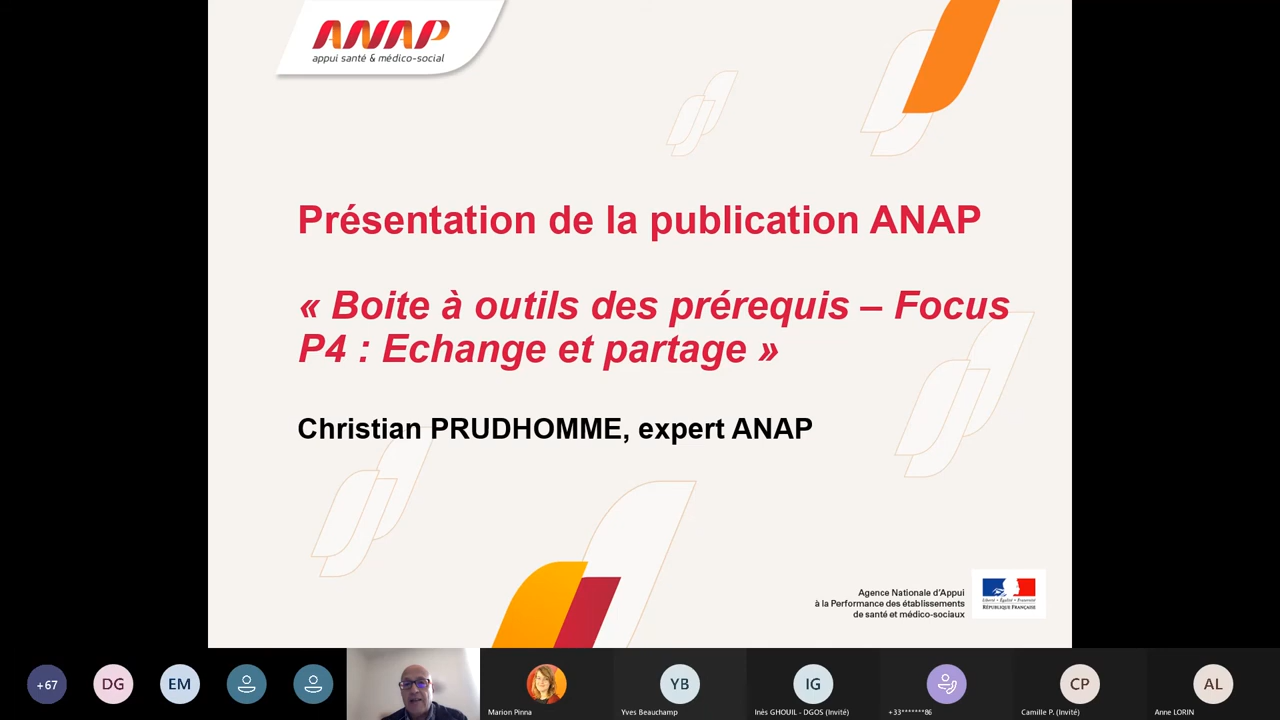 ANAP
appui santé & médico-social
Présentation de la publication ANAP
« Boite à outils des prérequis – Focus
P4 : Echange et partage »
Christian PRUDHOMME, expert ANAP
Agence Nationale d'Appui
à la Performance des établissements
de santé et médico-sociaux
Liberté • Égalité • Fraternité
RÉPUBLIQUE FRANÇAISE
+67
DG
EM
YB
IG
CP
AL
Marion Pinna
Yves Beauchamp
Inès GHOUIL - DGOS (Invité)
+33*******86
Camille P. (Invité)
Anne LORIN